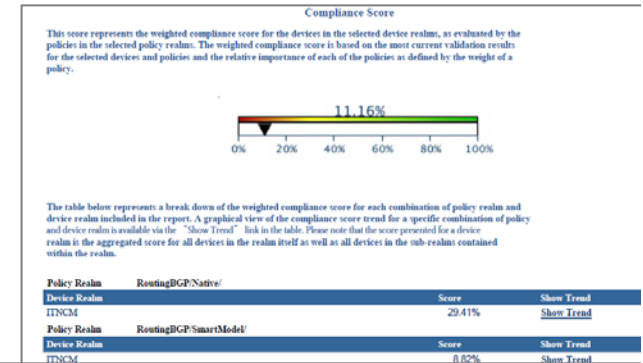 Compliance Score
This score represents the weighted compliance score for the devices in the selected device realms, as evaluated by the
policies in the selected policy realms. The weighted compliance score is based on the most current validation results
for the selected devices and policies and the relative importance of each of the policies as defined by the weight of a
policy.
11.16%
0% 20% 40% 60% 80% 100%
The table below represents a break down of the weighted compliance score for each combination of policy realm and
device realm included in the report. A graphical view of the compliance score trend for a specific combination of policy
and device realm is available via the "Show Trend" link in the table. Please note that the score presented for a device
realm is the aggregated score for all devices in the realm itself as well as all devices in the sub-realms contained
within the realm.
Policy Realm RoutingBGP/Native/
Device Realm Score Show Trend
ITNCM 29.41% Show Trend
Policy Realm RoutingBGP/SmartModel/
Device Realm Score Show Trend
ITNCM 8.82% Show Trend